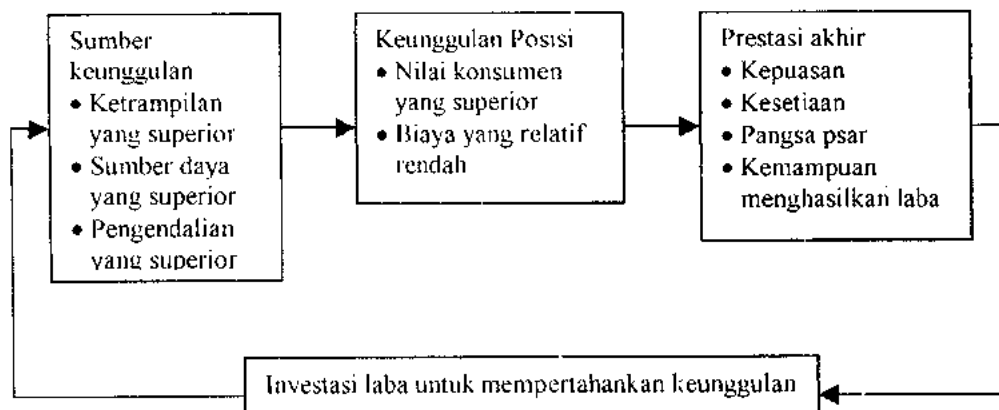 Sumber
keunggulan
• Ketrampilan
yang superior
• Sumber daya
yang superior
• Pengendalian
yang superior
Keunggulan Posisi
• Nilai konsumen
yang superior
• Biaya yang relatif
rendah
Prestasi akhir
• Kepuasan
• Kesetiaan
• Pangsa psar
• Kemampuan
menghasilkan laba
Investasi laba untuk mempertahankan keunggulan